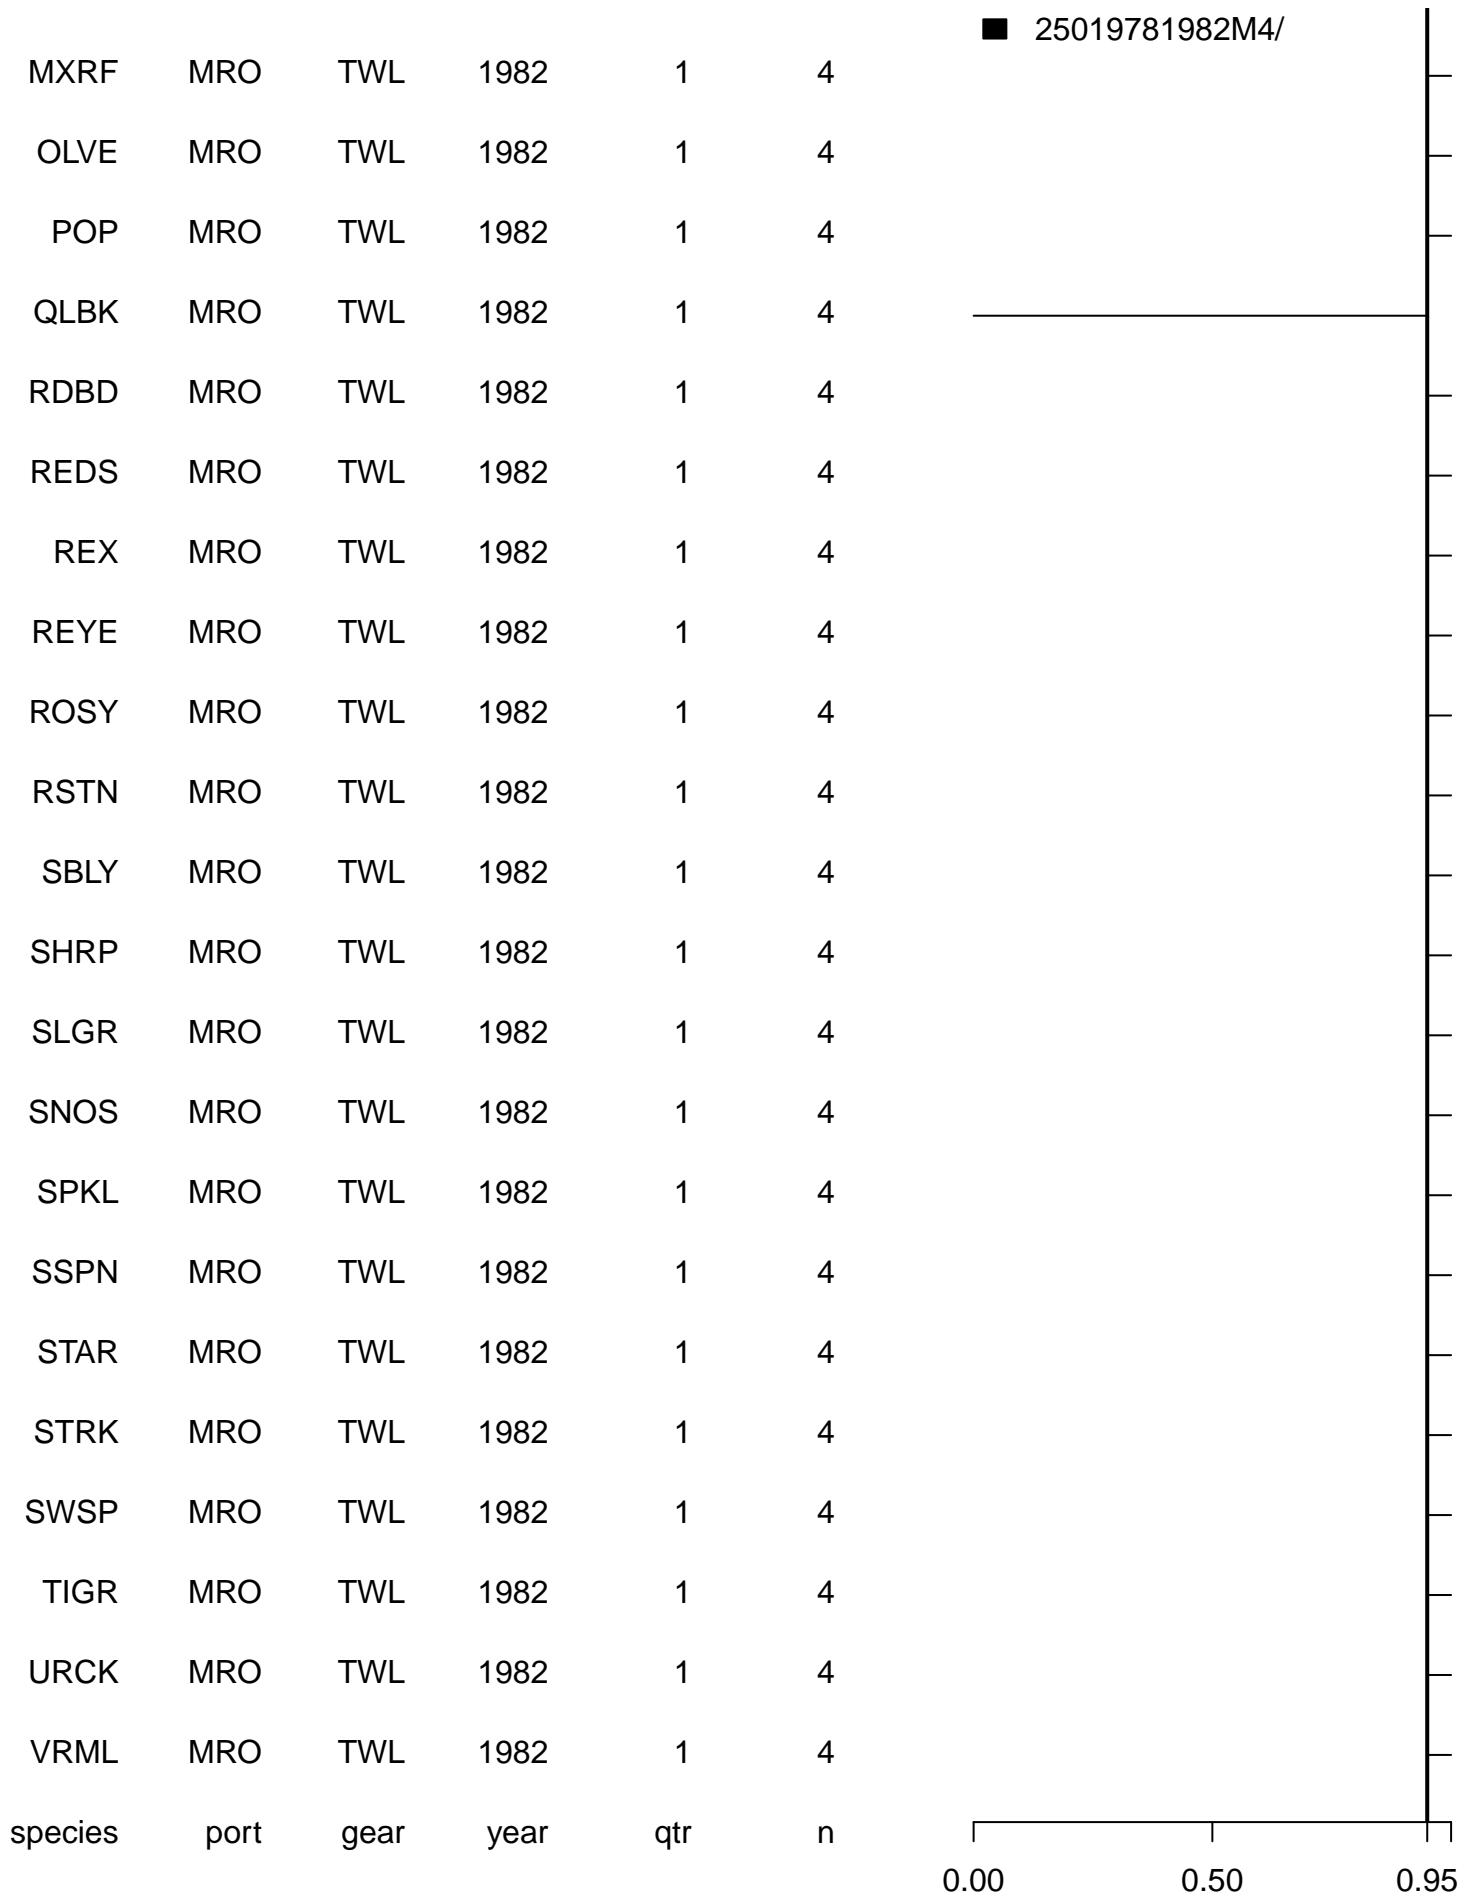 25019781982M4/
MXRF MRO TWL 1982 1 4
OLVE MRO TWL 1982 1 4
POP MRO TWL 1982 1 4
QLBK MRO TWL 1982 1 4
RDBD MRO TWL 1982 1 4
REDS MRO TWL 1982 1 4
REX MRO TWL 1982 1 4
REYE MRO TWL 1982 1 4
ROSY MRO TWL 1982 1 4
RSTN MRO TWL 1982 1 4
SBLY MRO TWL 1982 1 4
SHRP MRO TWL 1982 1 4
SLGR MRO TWL 1982 1 4
SNOS MRO TWL 1982 1 4
SPKL MRO TWL 1982 1 4
SSPN MRO TWL 1982 1 4
STAR MRO TWL 1982 1 4
STRK MRO TWL 1982 1 4
SWSP MRO TWL 1982 1 4
TIGR MRO TWL 1982 1 4
URCK MRO TWL 1982 1 4
VRML MRO TWL 1982 1 4
species port gear year qtr n
0.00 0.50 0.95